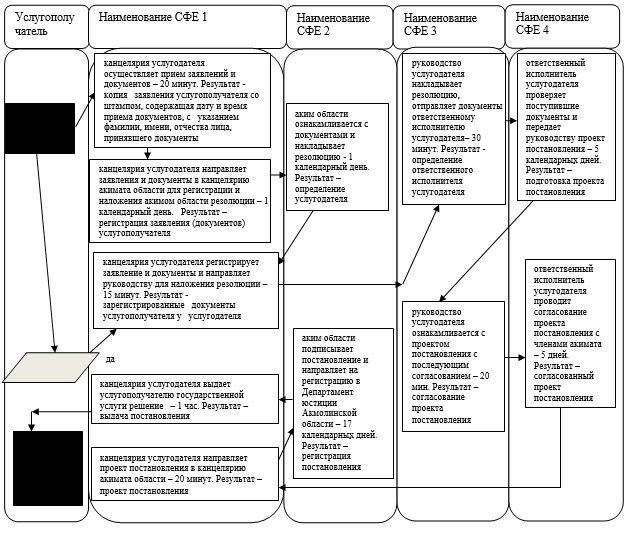 Услугополу
чатель
Наименование СФЕ 1
Наименование
СФЕ 2
Наименование
СФЕ 3
Наименование
СФЕ 4
канцелярия услугодателя
осуществляет прием заявлений и
документов – 20 минут. Результат -
копия заявления услугополучателя со
штампом, содержащая дату и время
приема документов, с указанием
фамилии, имени, отчества лица,
принявшего документы
канцелярия услугодателя направляет
заявления и документы в канцелярию
акимата области для регистрации и
наложения акимом области резолюции – 1
календарный день. Результат –
регистрация заявления (документов)
услугополучателя
канцелярия услугодателя регистрирует
заявление и документы и направляет
руководству для наложения резолюции –
15 минут. Результат -
зарегистрированные документы
услугополучателя у услугодателя
да
канцелярия услугодателя выдает
услугополучателю государственной
услуги решение – 1 час. Результат –
выдача постановления
канцелярия услугодателя направляет
проект постановления в канцелярию
акимата области – 20 минут. Результат –
проект постановления
аким области
ознакамливается с
документами и
накладывает
резолюцию - 1
календарный день.
Результат –
определение
услугодателя
аким области
подписывает
постановление и
направляет на
регистрацию в
Департамент
юстиции
Акмолинской
области – 17
календарных дней.
Результат –
регистрация
постановления
руководство
услугодателя
накладывает
резолюцию,
отправляет документы
ответственному
исполнителю
услугодателя– 30
минут. Результат -
определение
ответственного
исполнителя
услугодателя
руководство
услугодателя
ознакамливается с
проектом
постановления с
последующим
согласованием – 20
мин. Результат –
согласование
проекта
постановления
ответственный
исполнитель
услугодателя
проверяет
поступившие
документы и
передает
руководству проект
постановления – 5
календарных дней.
Результат –
подготовка проекта
постановления
ответственный
исполнитель
услугодателя
проводит
согласование
проекта
постановления с
членами акимата
– 5 дней.
Результат –
согласованный
проект
постановления